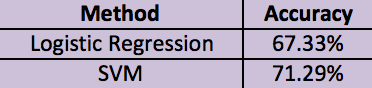 Method Accuracy
Logistic Regression 67.33%
SVM 71.29%